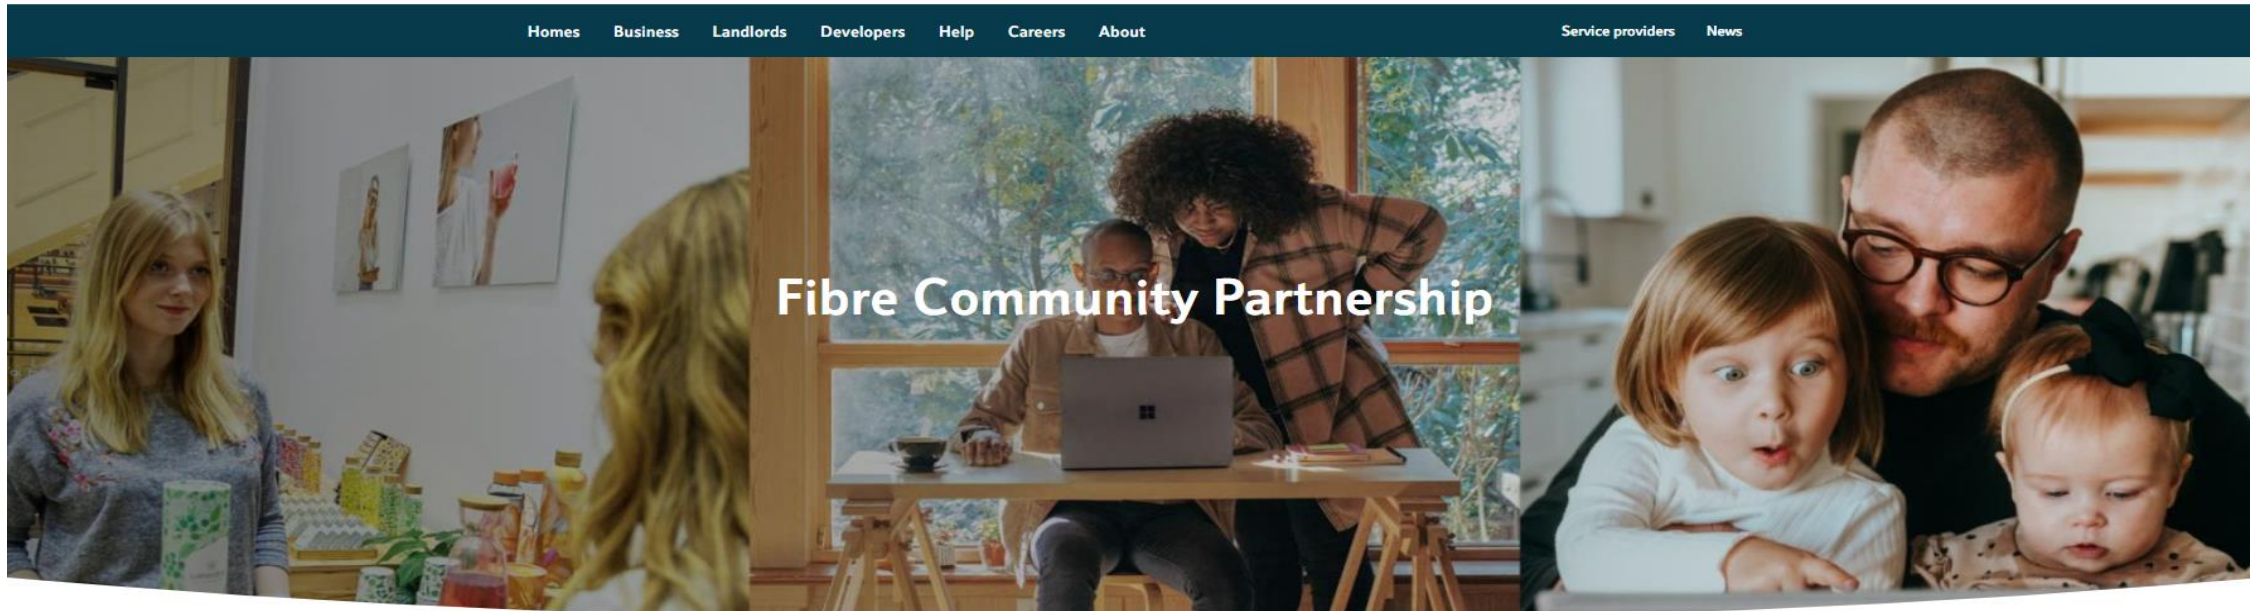 Homes Business Landlords Developers Help Careers About Service providers News
Fibre Community Partnership